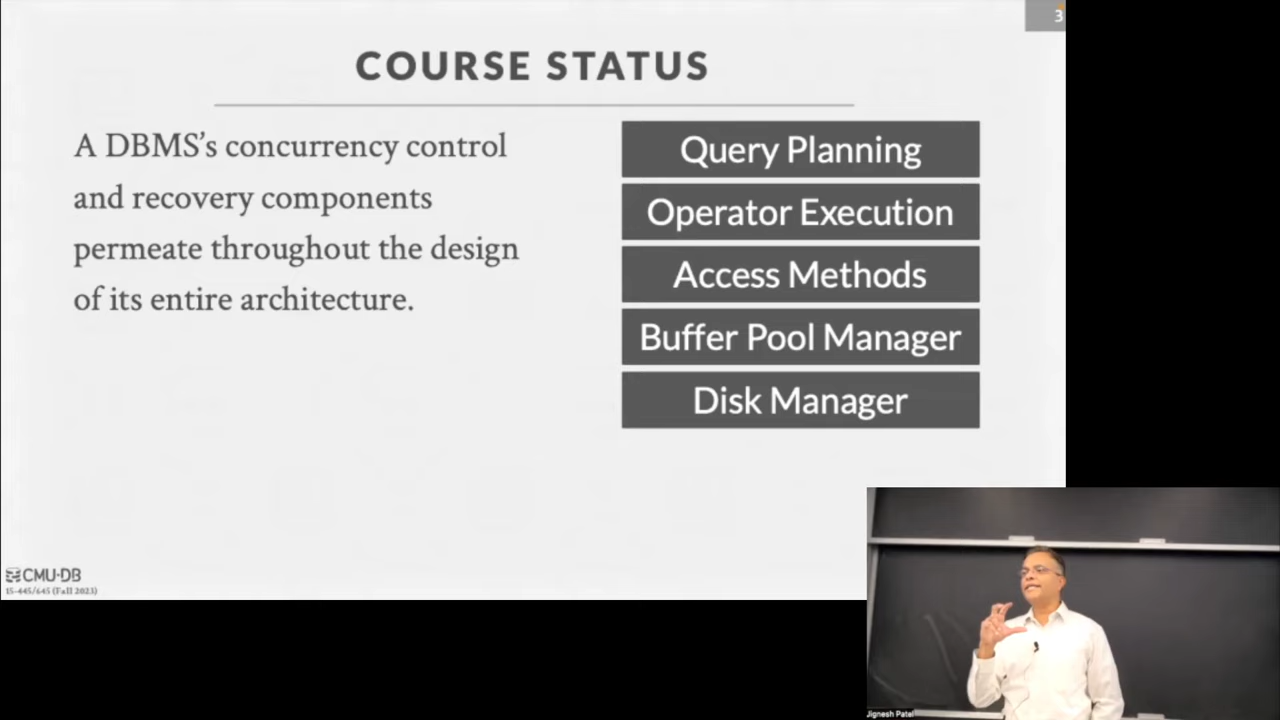 3
COURSE STATUS
A DBMS’s concurrency control
and recovery components
permeate throughout the design
of its entire architecture.
Query Planning
Operator Execution
Access Methods
Buffer Pool Manager
Disk Manager
CMU·DB
15-445/645 (Fall 2023)
Jignesh Patel